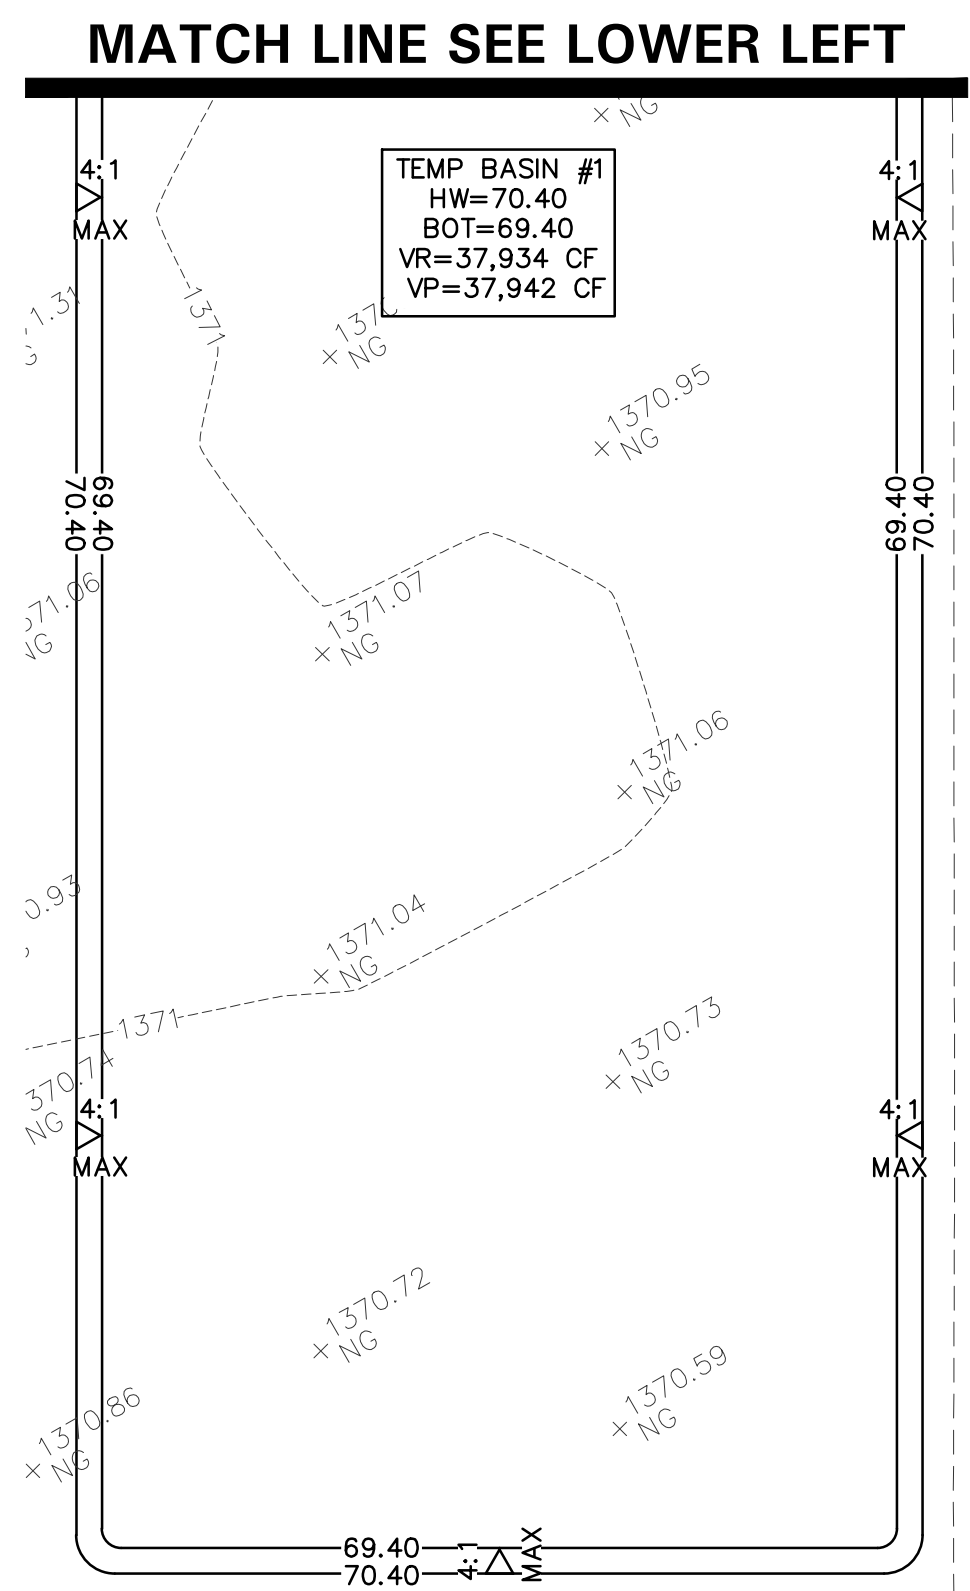 MATCH LINE SEE LOWER LEFT
NG
4:1
MAX
4:1
MAX
TEMP BASIN #1
HW=70.40
BOT=69.40
VR=37,934 CF
VP=37,942 CF
1371
NG
1370.95
NG
69.40
70.40
69.40
70.40
1371.07
NG
1371.06
NG
1371.04
NG
1371
1370.73
NG
NG
4:1
MAX
4:1
MAX
1370.72
NG
1370.59
NG
1370.86
NG
69.40
70.40
4:1
MAX